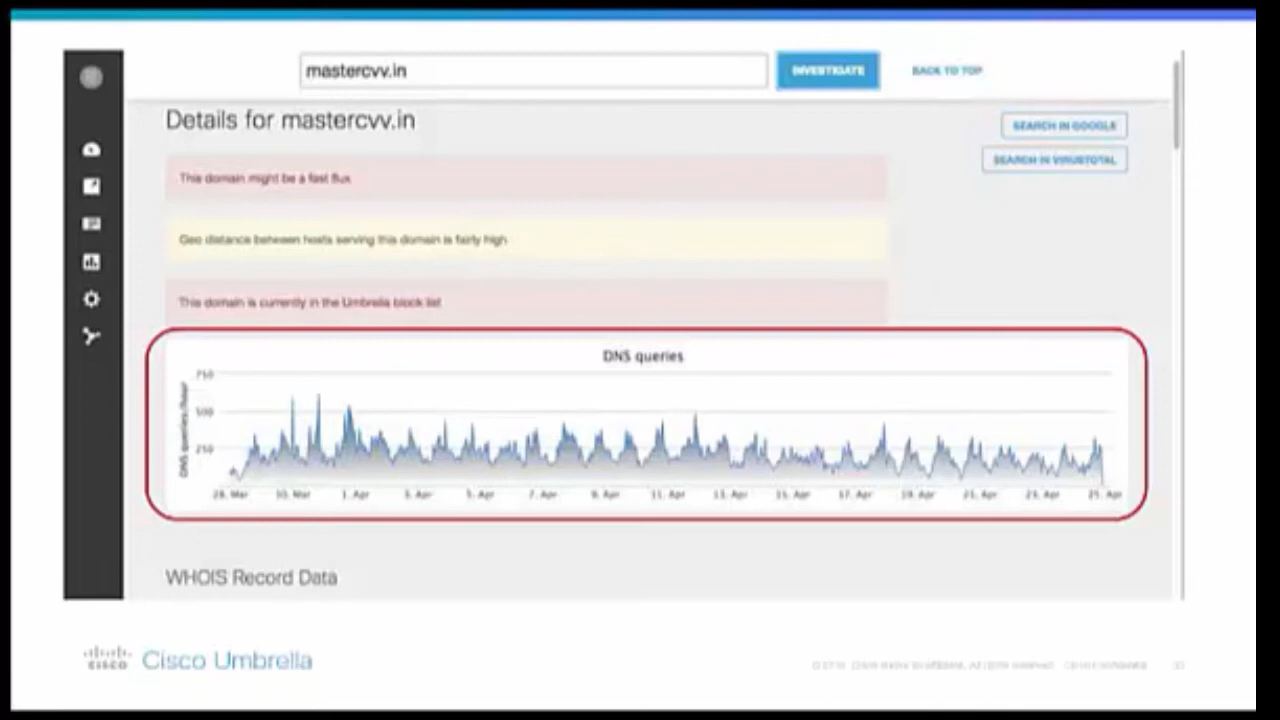 mastercvv.in
INVESTIGATE
BACK TO TOP
Details for mastercvv.in
SEARCH IN GOOGLE
SEARCH IN VIRUSTOTAL
This domain might be a fast flux
Geo distance between hosts serving this domain is fairly high
This domain is currently in the Umbrella block list
DNS queries
DNS queries/hour
750
500
250
28. Mar 30. Mar 1. Apr 3. Apr 5. Apr 7. Apr 9. Apr 11. Apr 13. Apr 15. Apr 17. Apr 19. Apr 21. Apr 23. Apr 25. Apr
WHOIS Record Data
cisco Cisco Umbrella